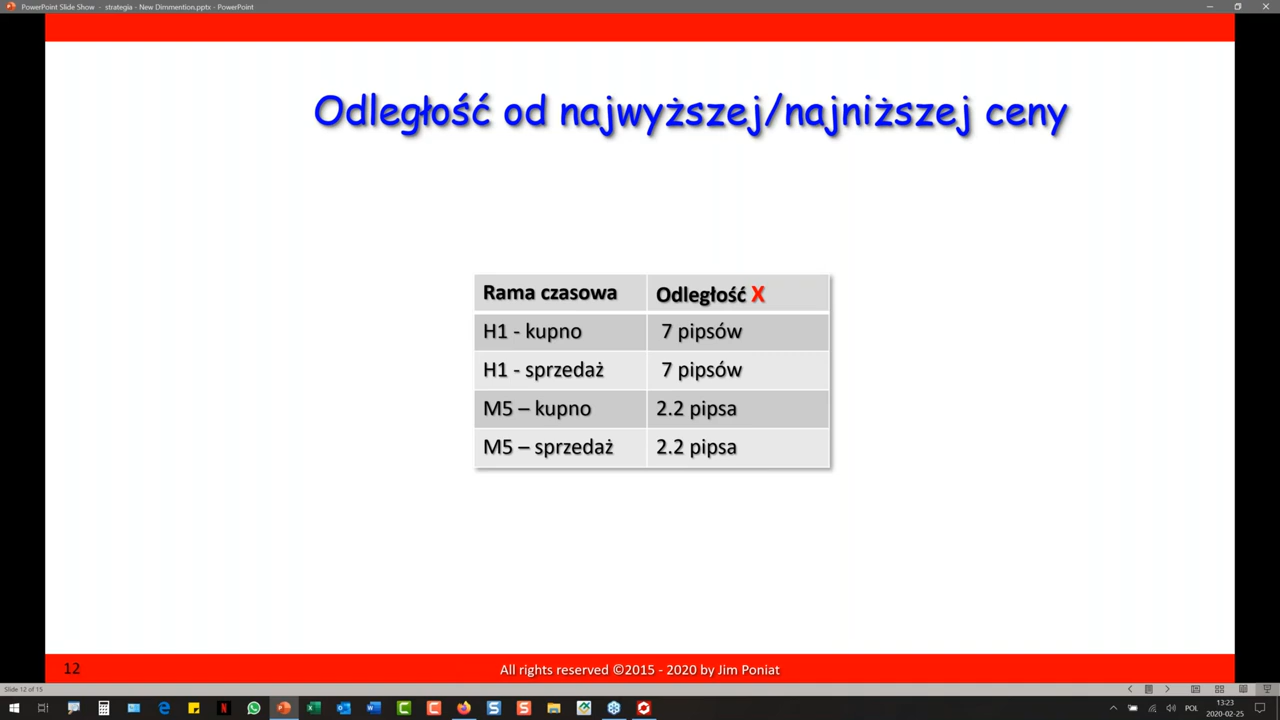 PowerPoint Slide Show - strategia - New Dimmention.pptx - PowerPoint
Odległość od najwyższej/najniższej ceny
Rama czasowa Odległość X
H1 - kupno 7 pipsów
H1 - sprzedaż 7 pipsów
M5 – kupno 2.2 pipsa
M5 – sprzedaż 2.2 pipsa
12 All rights reserved ©2015 - 2020 by Jim Poniat
Slide 12 of 15
POL 13:23
2020-02-25